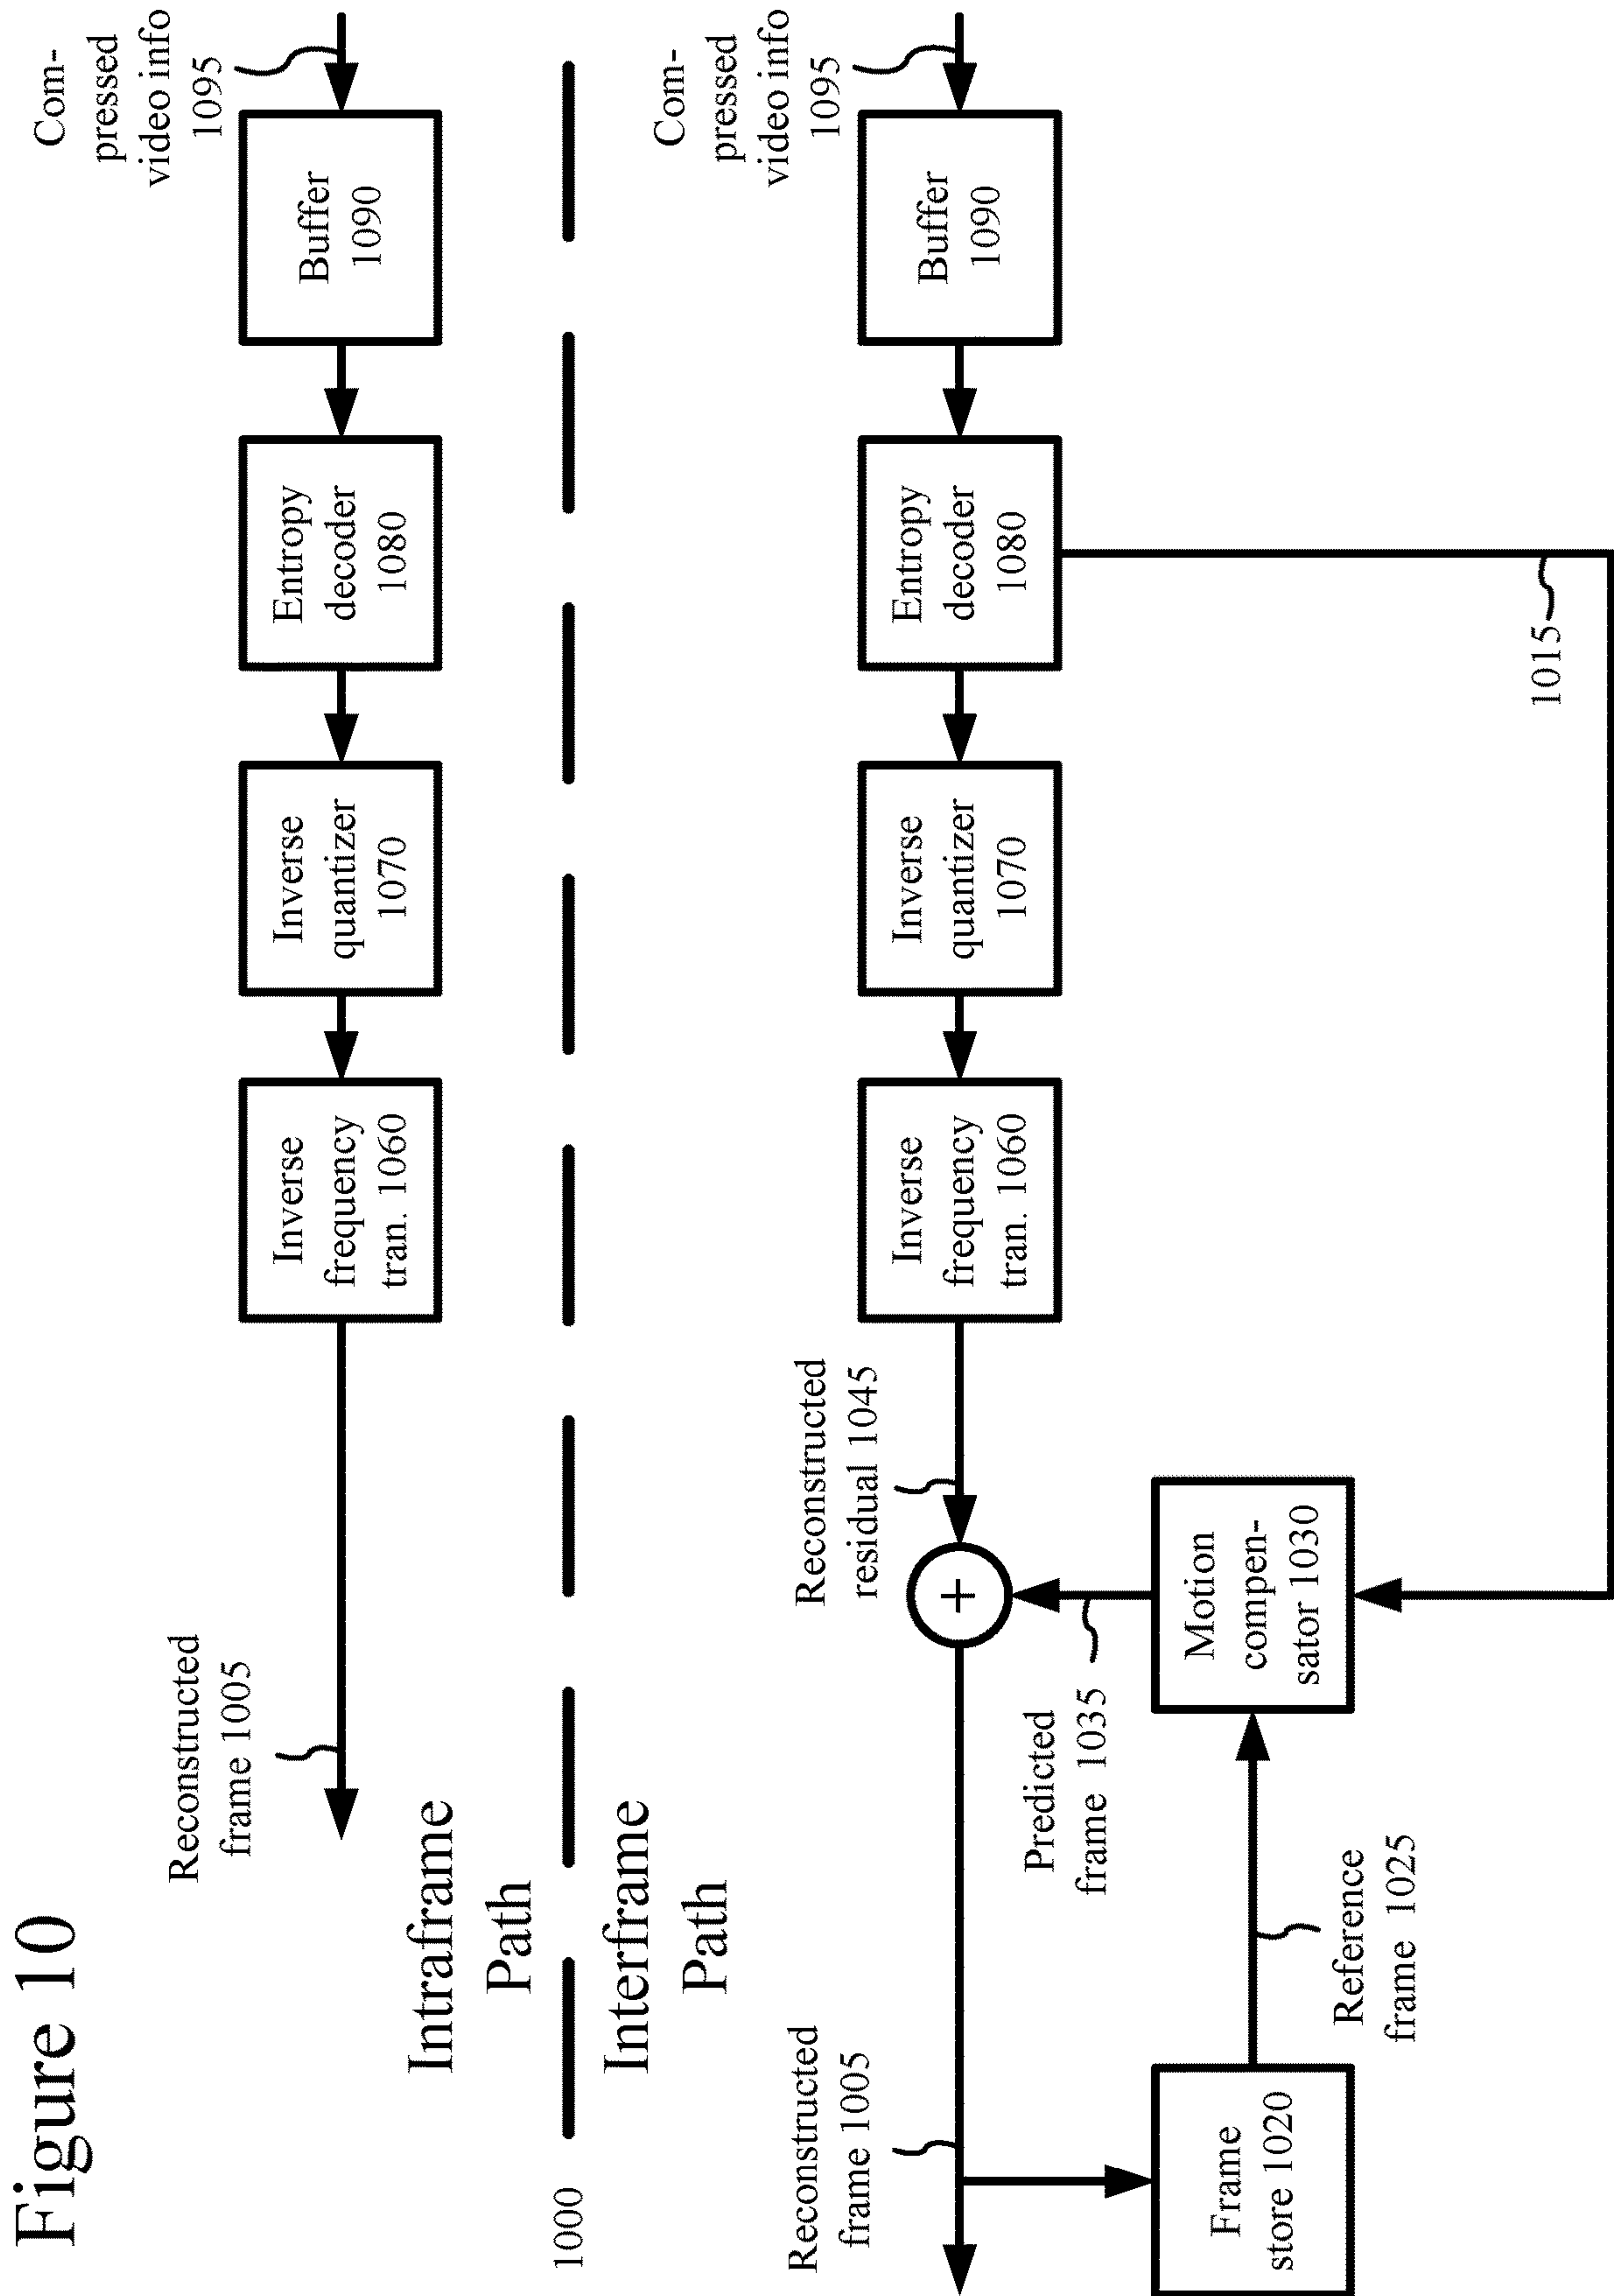 Figure 10
Reconstructed
frame 1005
Inverse
frequency
tran. 1060
Inverse
quantizer
1070
Entropy
decoder
1080
Buffer
1090
Com-
pressed
video info
1095
Intraframe
Path
1000
Interframe
Path
Reconstructed
frame 1005
Reconstructed
residual 1045
+
Inverse
frequency
tran. 1060
Inverse
quantizer
1070
Entropy
decoder
1080
Buffer
1090
Com-
pressed
video info
1095
Predicted
frame 1035
Frame
store 1020
Reference
frame 1025
Motion
compen-
sator 1030
1015